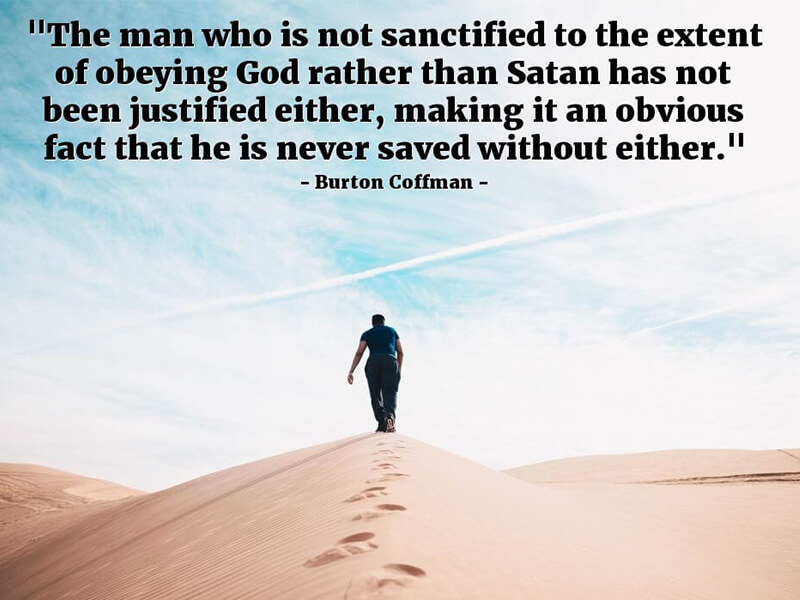 "The man who is not sanctified to the extent
of obeying God rather than Satan has not
been justified either, making it an obvious
fact that he is never saved without either."
- Burton Coffman -